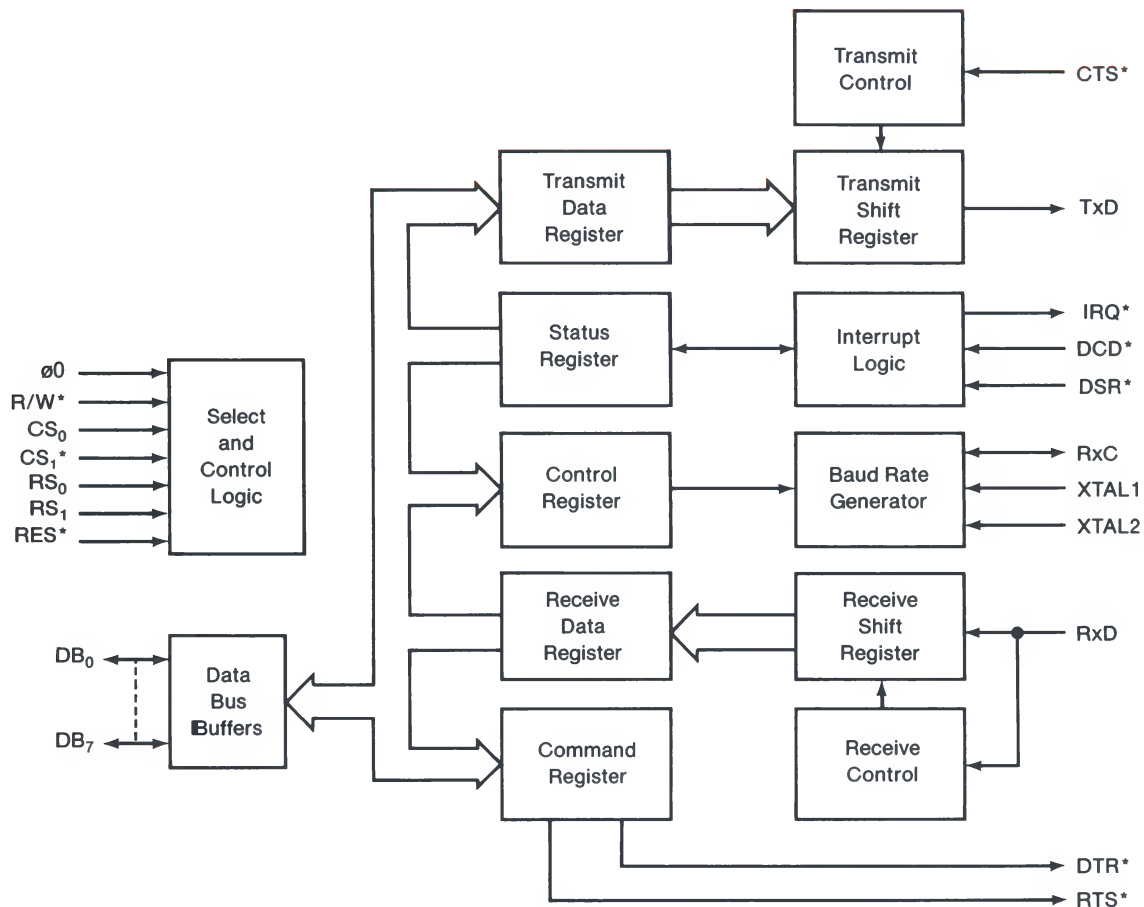 Transmit
Control
CTS*
Transmit
Data
Register
Transmit
Shift
Register
TxD
Status
Register
Interrupt
Logic
IRQ*
DCD*
DSR*
ø0
R/W*
CS₀
CS₁*
RS₀
RS₁
RES*
Select
and
Control
Logic
Control
Register
Baud Rate
Generator
RxC
XTAL1
XTAL2
Receive
Data
Register
Receive
Shift
Register
RxD
DB₀
DB₇
Data
Bus
Buffers
Command
Register
Receive
Control
DTR*
RTS*